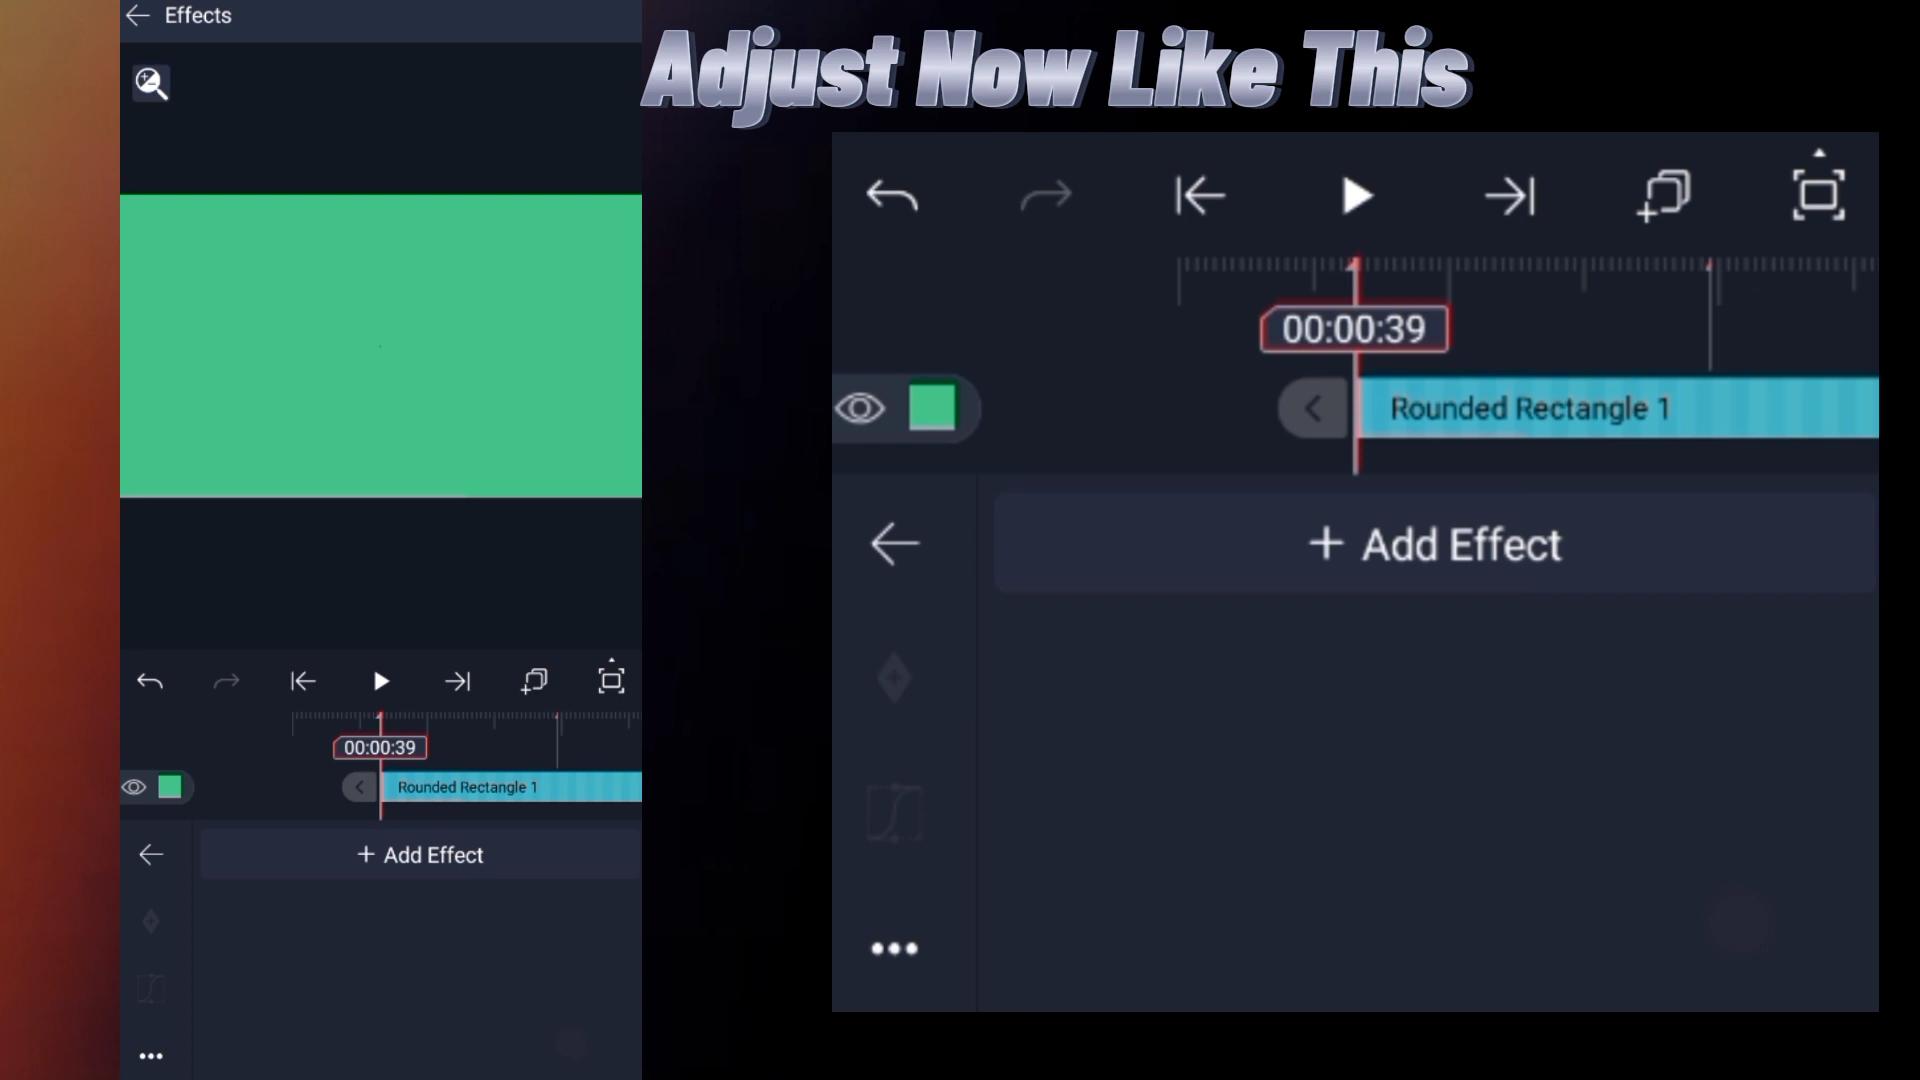 Effects
Adjust Now Like This
00:00:39
Rounded Rectangle 1
+ Add Effect
00:00:39
Rounded Rectangle 1
+ Add Effect